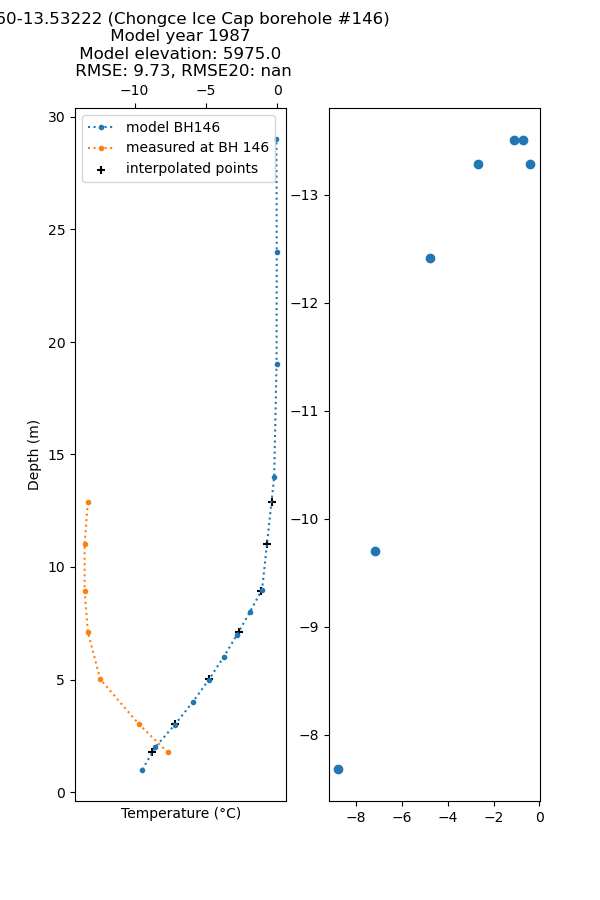 60-13.53222 (Chongce Ice Cap borehole #146)
Model year 1987
Model elevation: 5975.0
RMSE: 9.73, RMSE20: nan
−10 −5 0
30
25
20
15
10
5
0
Depth (m)
model BH146
measured at BH 146
interpolated points
Temperature (°C)
−13
−12
−11
−10
−9
−8
−8 −6 −4 −2 0